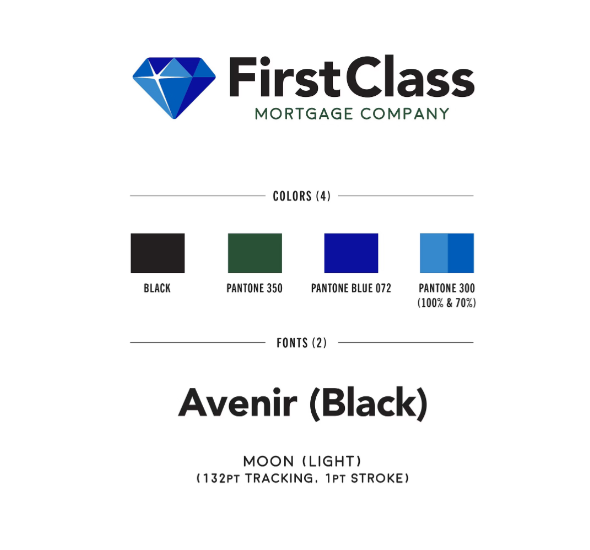 FirstClass
MORTGAGE COMPANY
COLORS (4)
BLACK
PANTONE 350
PANTONE BLUE 072
PANTONE 300
(100% & 70%)
FONTS (2)
Avenir (Black)
MOON (LIGHT)
(132PT TRACKING, 1PT STROKE)